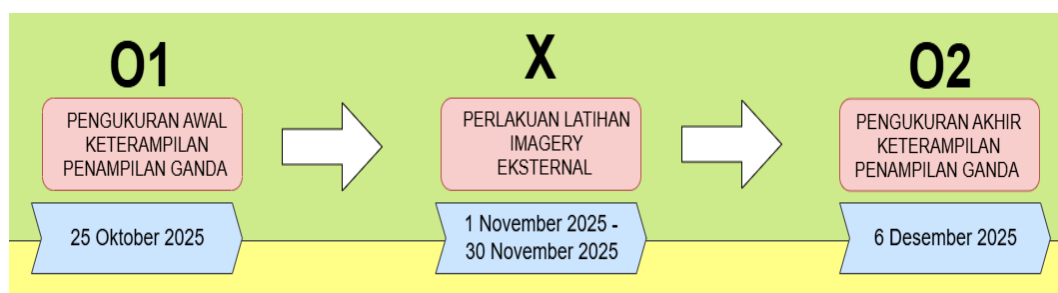 O1
PENGUKURAN AWAL
KETERAMPILAN
PENAMPILAN GANDA
25 Oktober 2025
X
PERLAKUAN LATIHAN
IMAGERY
EKSTERNAL
1 November 2025 -
30 November 2025
O2
PENGUKURAN AKHIR
KETERAMPILAN
PENAMPILAN GANDA
6 Desember 2025